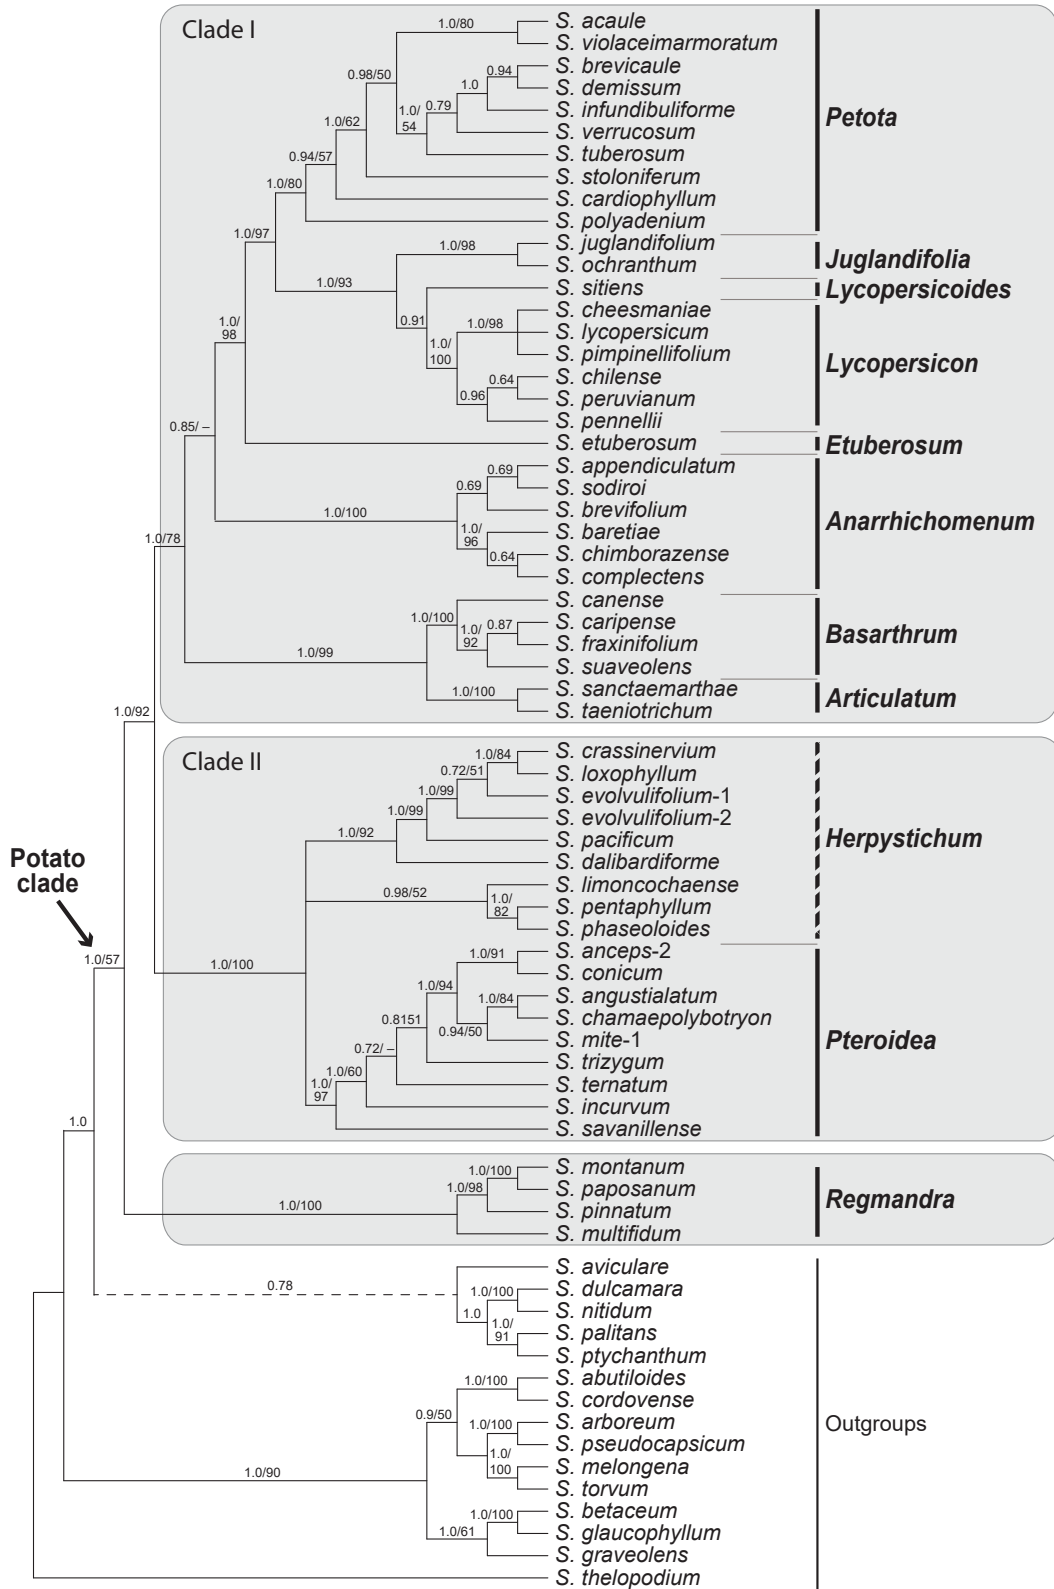 Clade I
S. acaule
S. violaceimarmoratum
S. brevicaule
S. demissum
S. infundibuliforme
S. verrucosum
S. tuberosum
S. stoloniferum
S. cardiophyllum
S. polyadenium
Petota
S. juglandifolium
S. ochranthum
Juglandifolia
S. sitiens
Lycopersicoides
S. cheesmaniae
S. lycopersicum
S. pimpinellifolium
S. chilense
S. peruvianum
S. pennellii
Lycopersicon
S. etuberosum
Etuberosum
S. appendiculatum
S. sodiroi
S. brevifolium
S. baretiae
S. chimborazense
S. complectens
Anarrhichomenum
S. canense
S. caripense
S. fraxinifolium
S. suaveolens
Basarthrum
S. sanctaemarthae
S. taeniotrichum
Articulatum
1.0/80
0.98/50
0.94
1.0
0.79
1.0/
54
1.0/62
0.94/57
1.0/80
1.0/97
1.0/98
1.0/93
0.91
1.0/98
1.0/
100
0.64
0.96
1.0/
98
0.85/ –
0.69
0.69
1.0/100
1.0/
96
0.64
1.0/78
1.0/100
0.87
1.0/
92
1.0/99
1.0/100
1.0/92
Clade II
S. crassinervium
S. loxophyllum
S. evolvulifolium-1
S. evolvulifolium-2
S. pacificum
S. dalibardiforme
S. limoncochaense
S. pentaphyllum
S. phaseoloides
Herpystichum
S. anceps-2
S. conicum
S. angustialatum
S. chamaepolybotryon
S. mite-1
S. trizygum
S. ternatum
S. incurvum
S. savanillense
Pteroidea
1.0/84
0.72/51
1.0/99
1.0/99
1.0/92
0.98/52
1.0/
82
1.0/100
1.0/91
1.0/94
1.0/84
0.94/50
0.8151
0.72/ –
1.0/60
1.0/
97
Potato
clade
1.0/57
1.0
S. montanum
S. paposanum
S. pinnatum
S. multifidum
Regmandra
1.0/100
1.0/98
1.0/100
S. aviculare
S. dulcamara
S. nitidum
S. palitans
S. ptychanthum
S. abutiloides
S. cordovense
S. arboreum
S. pseudocapsicum
S. melongena
S. torvum
S. betaceum
S. glaucophyllum
S. graveolens
S. thelopodium
Outgroups
0.78
1.0/100
1.0
1.0/
91
1.0/100
0.9/50
1.0/100
1.0/
100
1.0/90
1.0/100
1.0/61